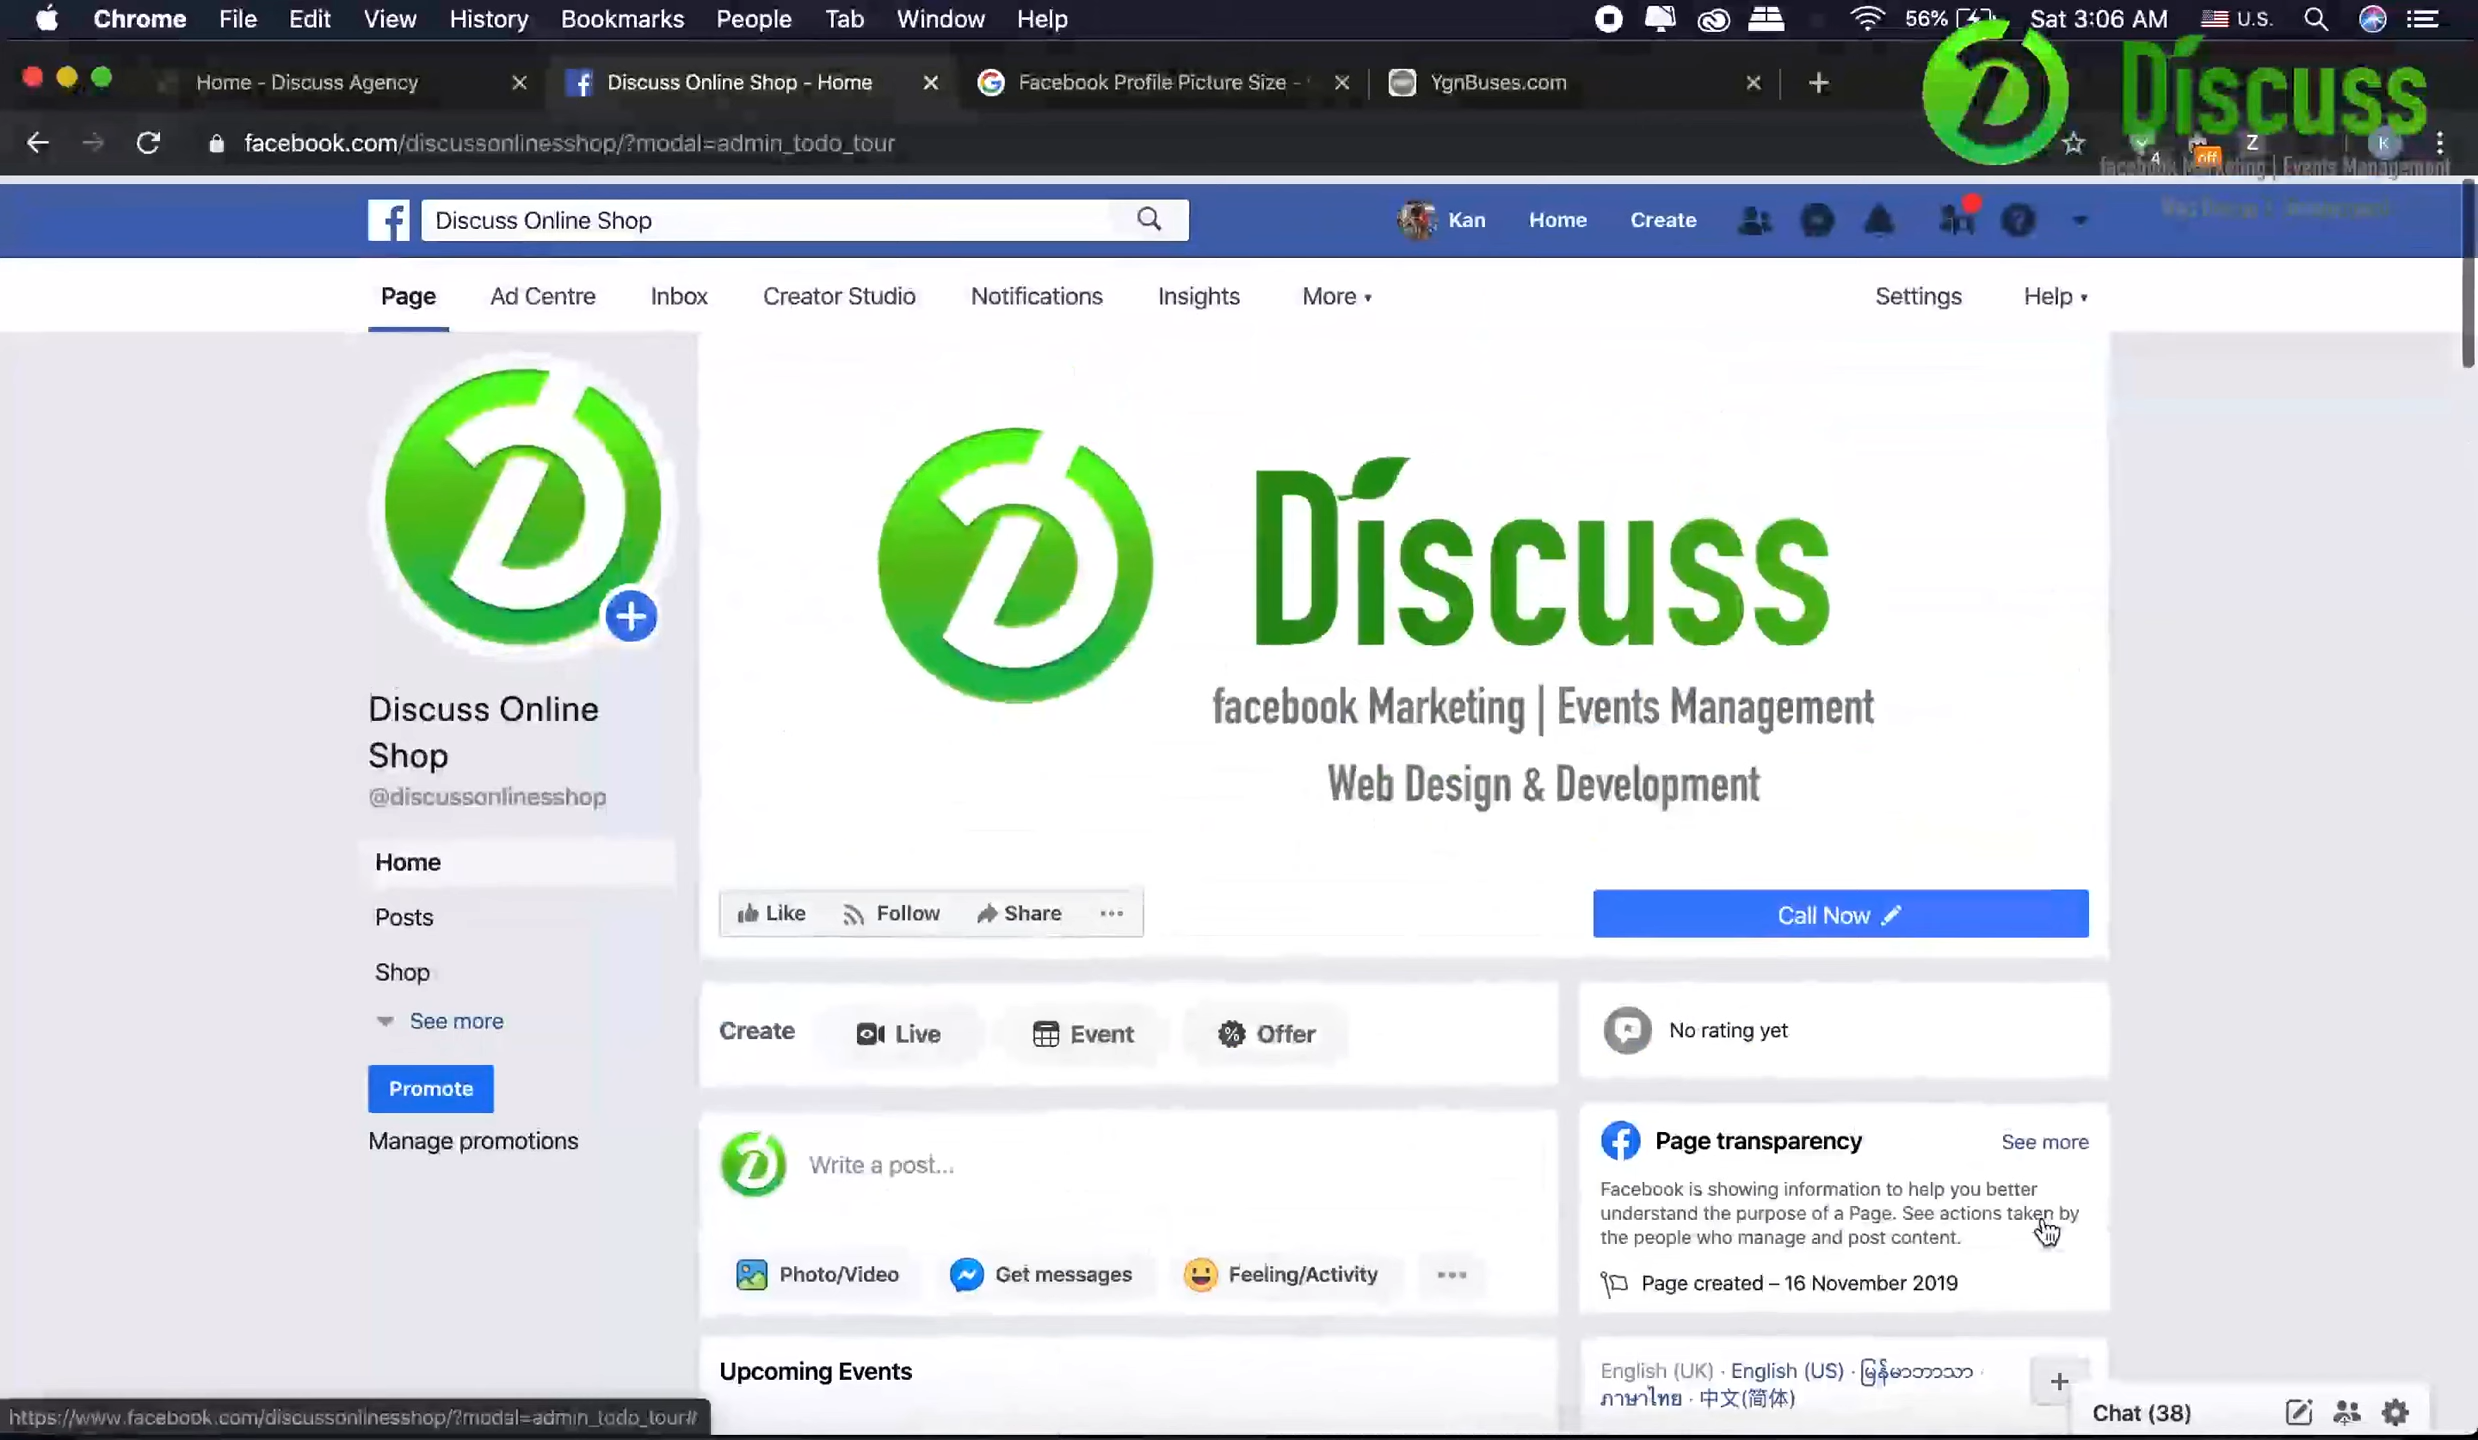 Chrome File Edit View History Bookmarks People Tab Window Help
56% Sat 3:06 AM U.S.
Home - Discuss Agency
Discuss Online Shop - Home
Facebook Profile Picture Size -
YgnBuses.com
Discuss
facebook.com/discussonlinesshop/?modal=admin_todo_tour
4 off Z K
facebook Marketing | Events Management
Discuss Online Shop
Kan Home Create
Page Ad Centre Inbox Creator Studio Notifications Insights More
Settings Help
Discuss
facebook Marketing | Events Management
Web Design & Development
Discuss Online
Shop
@discussonlinesshop
Home
Posts
Shop
See more
Promote
Manage promotions
Like Follow Share
Call Now
Create Live Event Offer
No rating yet
Write a post...
Photo/Video Get messages Feeling/Activity
Page transparency See more
Facebook is showing information to help you better
understand the purpose of a Page. See actions taken by
the people who manage and post content.
Page created – 16 November 2019
Upcoming Events
English (UK) · English (US) · မြန်မာဘာသာ ·
ภาษาไทย · 中文(简体)
Chat (38)
https://www.facebook.com/discussonlinesshop/?modal=admin_todo_tour#